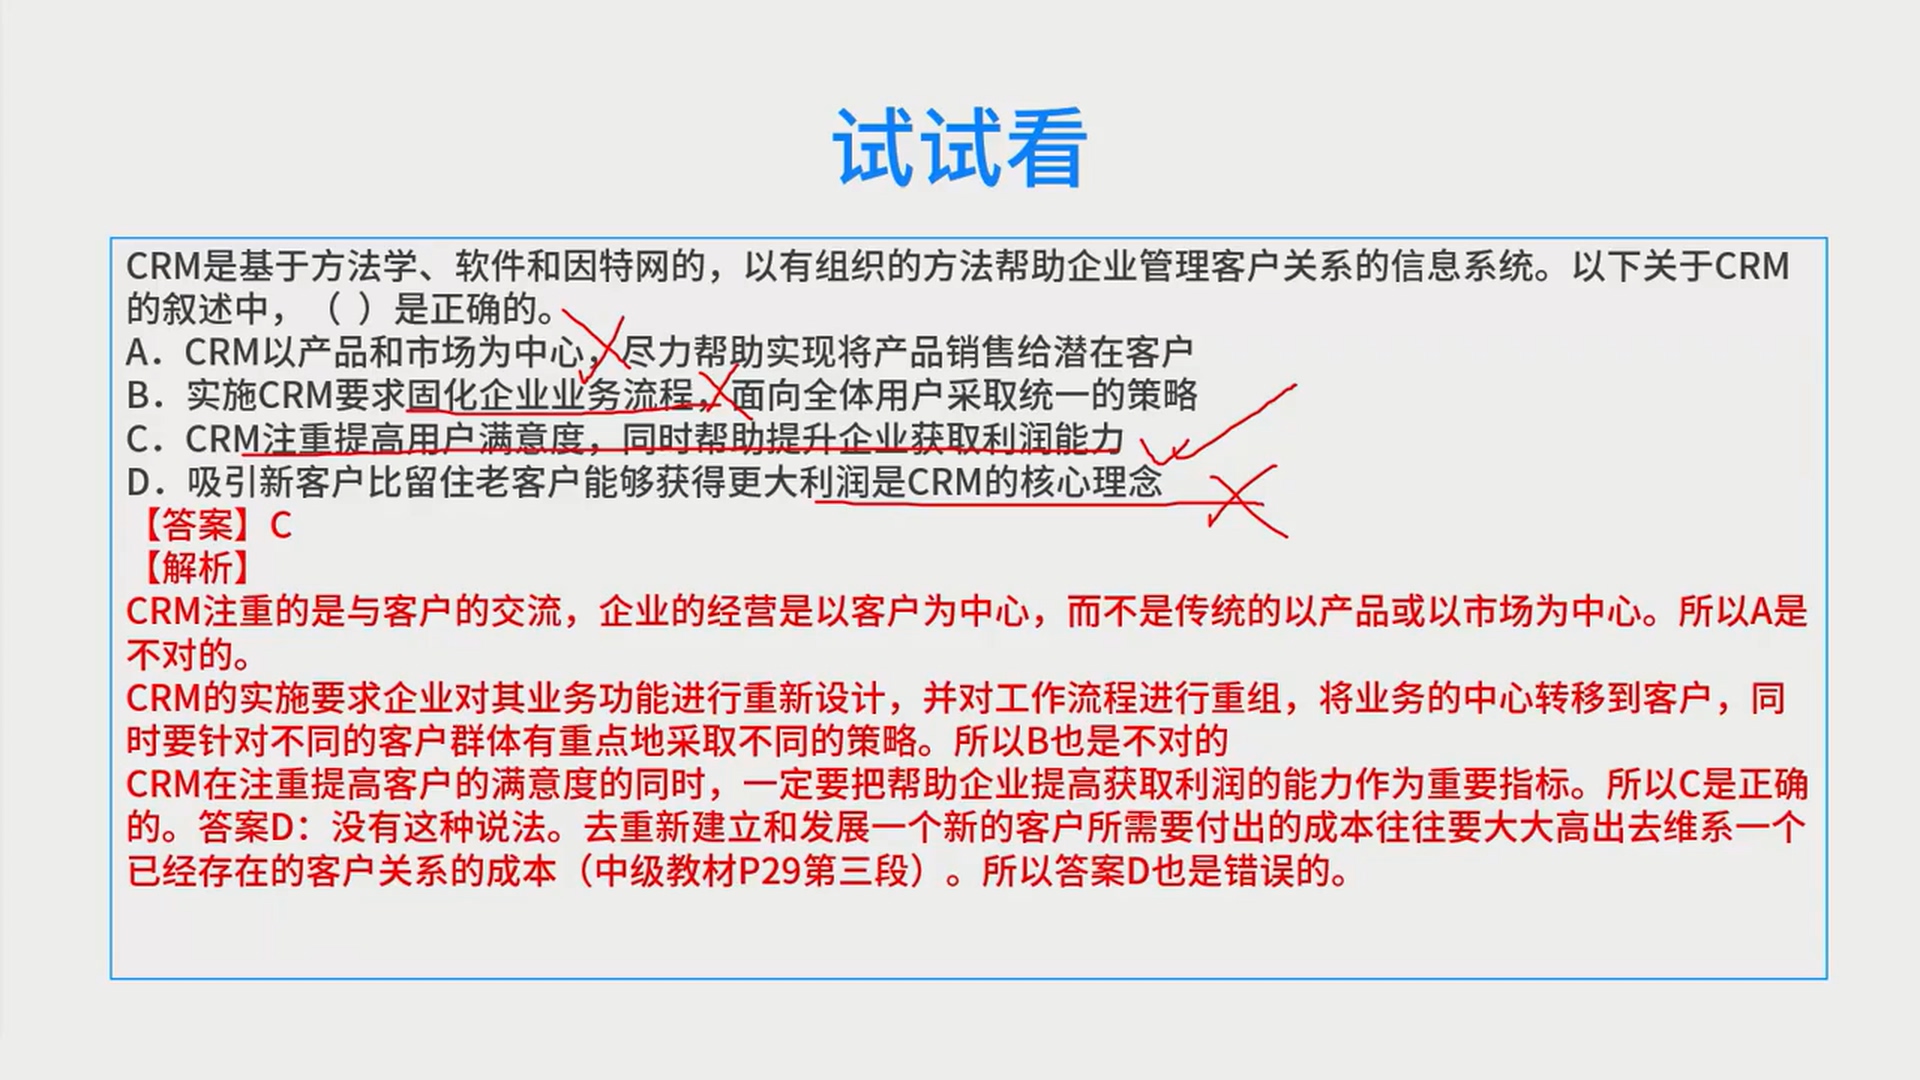 试试看
CRM是基于方法学、软件和因特网的，以有组织的方法帮助企业管理客户关系的信息系统。以下关于CRM
的叙述中，（ ）是正确的。
A．CRM以产品和市场为中心，尽力帮助实现将产品销售给潜在客户
B．实施CRM要求固化企业业务流程，面向全体用户采取统一的策略
C．CRM注重提高用户满意度，同时帮助提升企业获取利润能力
D．吸引新客户比留住老客户能够获得更大利润是CRM的核心理念
【答案】C
【解析】
CRM注重的是与客户的交流，企业的经营是以客户为中心，而不是传统的以产品或以市场为中心。所以A是
不对的。
CRM的实施要求企业对其业务功能进行重新设计，并对工作流程进行重组，将业务的中心转移到客户，同
时要针对不同的客户群体有重点地采取不同的策略。所以B也是不对的
CRM在注重提高客户的满意度的同时，一定要把帮助企业提高获取利润的能力作为重要指标。所以C是正确
的。答案D：没有这种说法。去重新建立和发展一个新的客户所需要付出的成本往往要大大高出去维系一个
已经存在的客户关系的成本（中级教材P29第三段）。所以答案D也是错误的。